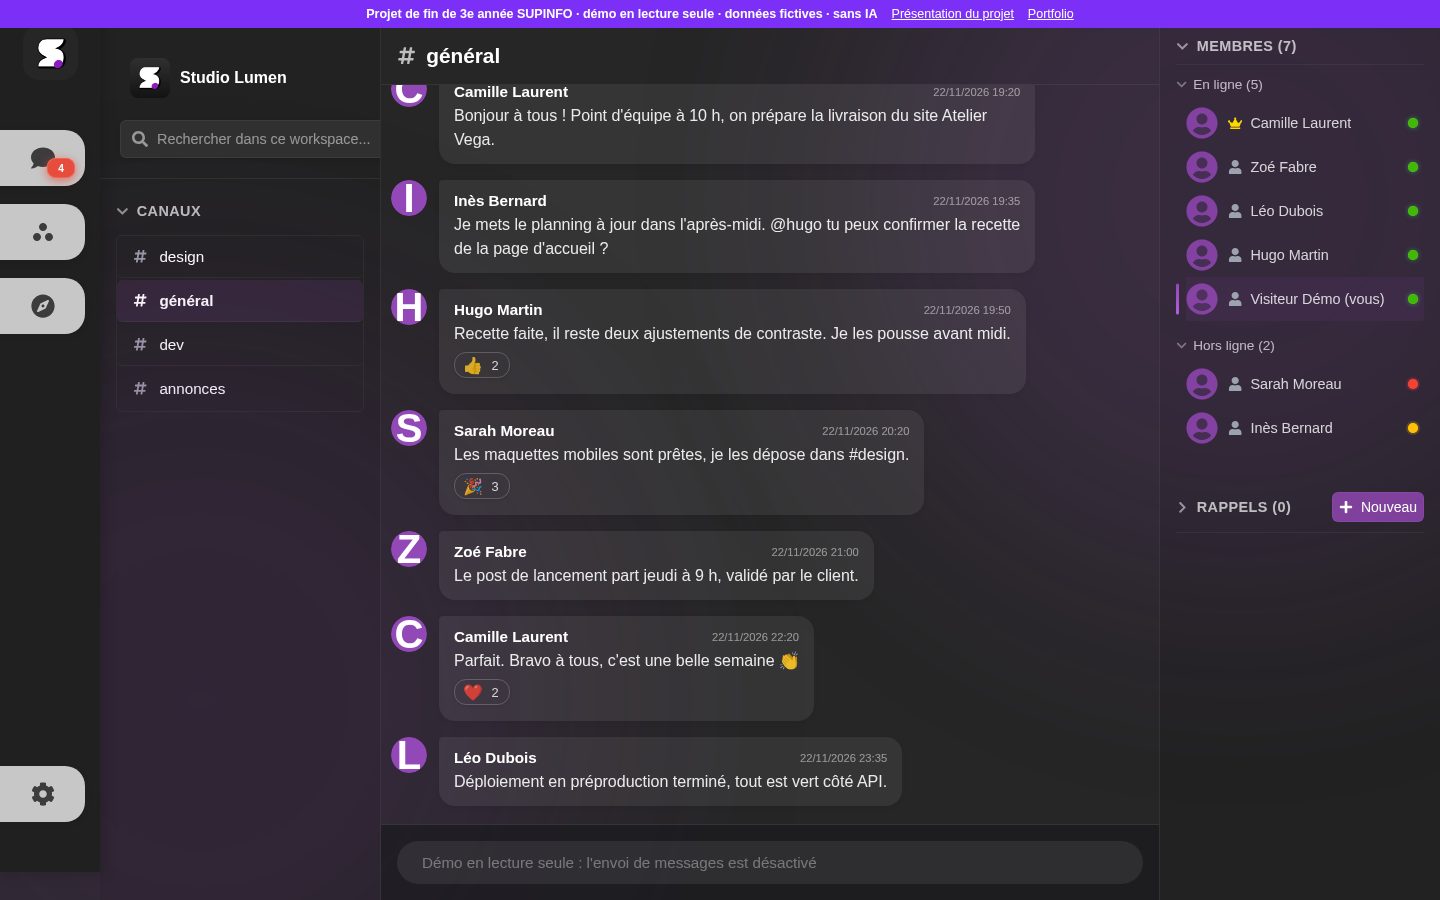 Projet de fin de 3e année SUPINFO · démo en lecture seule · données fictives · sans IA Présentation du projet Portfolio
4
Studio Lumen
Rechercher dans ce workspace...
CANAUX
design
général
dev
annonces
# général
Camille Laurent 22/11/2026 19:20
Bonjour à tous ! Point d'équipe à 10 h, on prépare la livraison du site Atelier
Vega.
I
Inès Bernard 22/11/2026 19:35
Je mets le planning à jour dans l'après-midi. @hugo tu peux confirmer la recette
de la page d'accueil ?
H
Hugo Martin 22/11/2026 19:50
Recette faite, il reste deux ajustements de contraste. Je les pousse avant midi.
👍 2
S
Sarah Moreau 22/11/2026 20:20
Les maquettes mobiles sont prêtes, je les dépose dans #design.
🎉 3
Z
Zoé Fabre 22/11/2026 21:00
Le post de lancement part jeudi à 9 h, validé par le client.
C
Camille Laurent 22/11/2026 22:20
Parfait. Bravo à tous, c'est une belle semaine 👏
❤️ 2
L
Léo Dubois 22/11/2026 23:35
Déploiement en préproduction terminé, tout est vert côté API.
Démo en lecture seule : l'envoi de messages est désactivé
MEMBRES (7)
En ligne (5)
Camille Laurent
Zoé Fabre
Léo Dubois
Hugo Martin
Visiteur Démo (vous)
Hors ligne (2)
Sarah Moreau
Inès Bernard
RAPPELS (0)
Nouveau